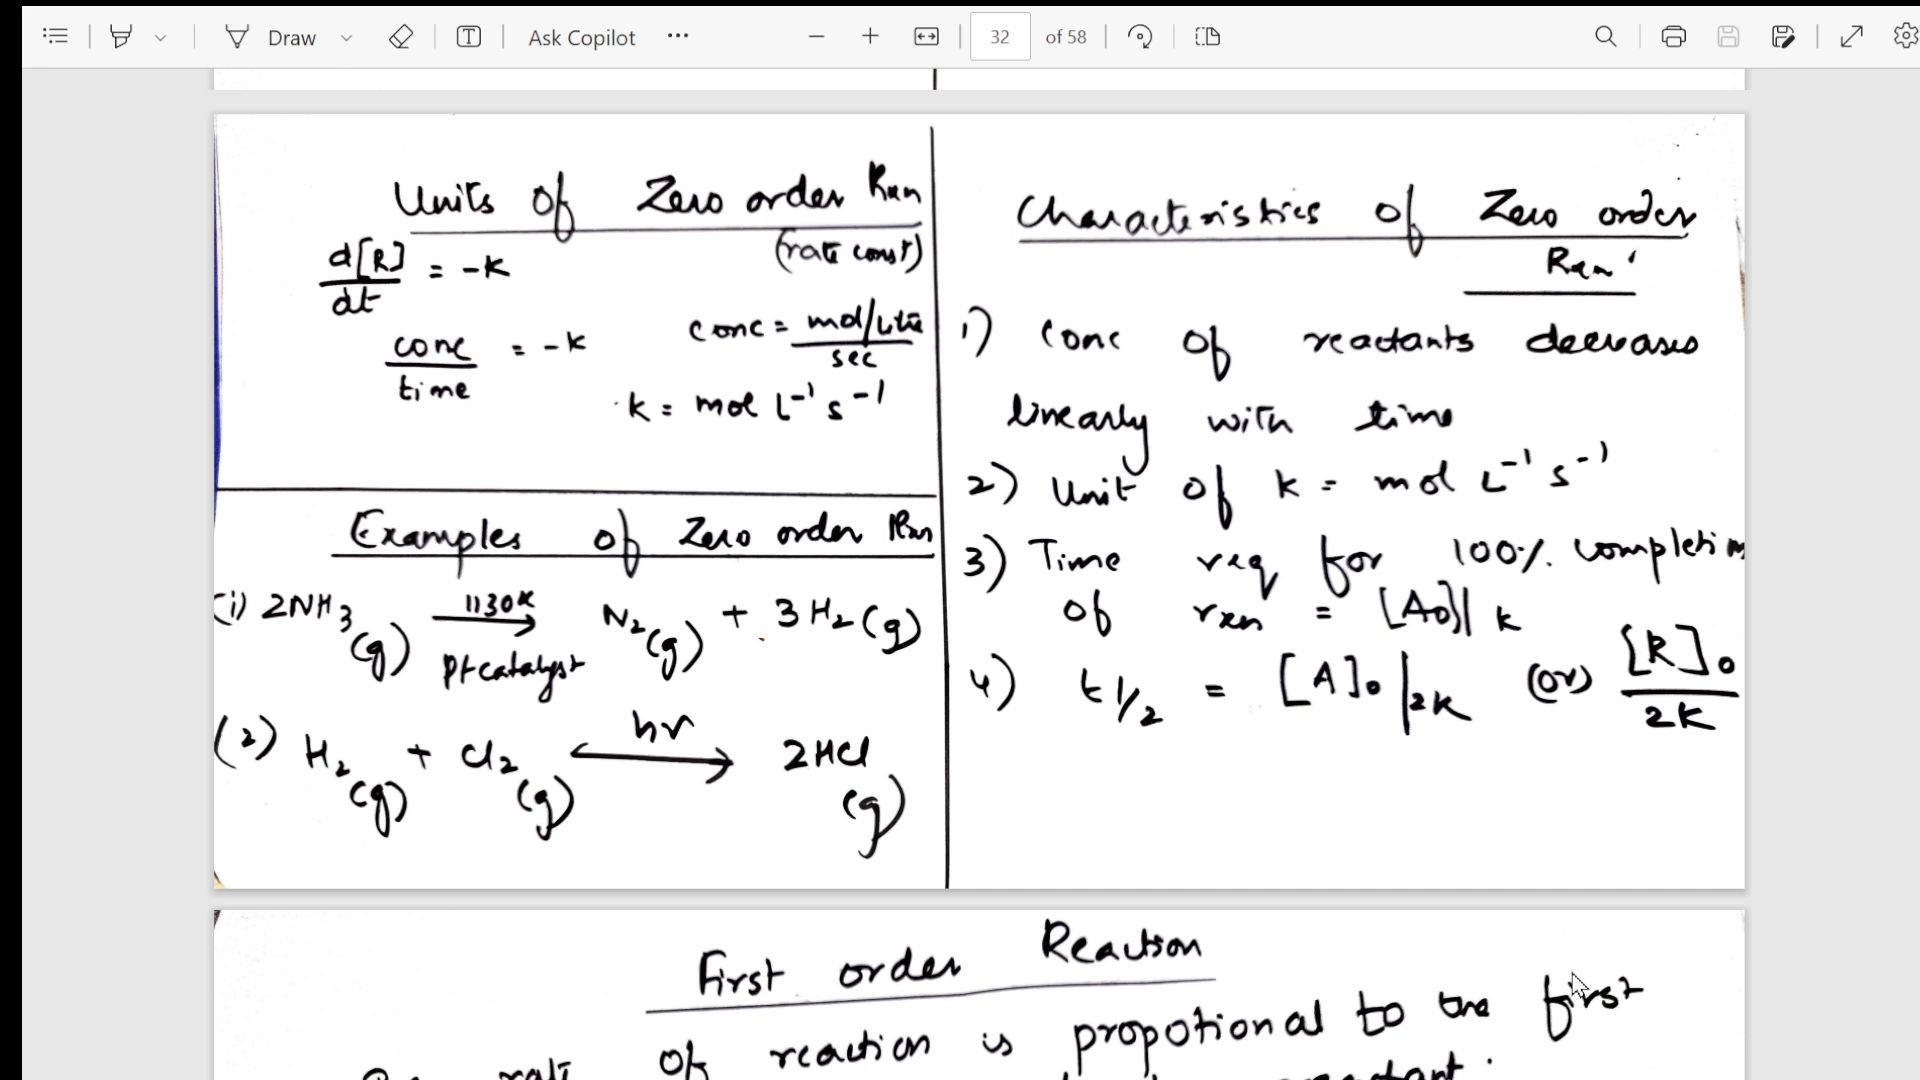 Draw
Ask Copilot
32 of 58
Units of Zero order Rxn
(rate const)
d[R]/dt = -k
conc/time = -k
conc = mol/litre/sec
k = mol L⁻¹ s⁻¹
Examples of Zero order Rxn
(i) 2NH₃(g) 1130K Pt catalyst → N₂(g) + 3H₂(g)
(2) H₂(g) + Cl₂(g) hv ⟷ 2HCl(g)
Characteristics of Zero order
Rxn
1) Conc of reactants decreases
linearly with time
2) Unit of k = mol L⁻¹ s⁻¹
3) Time req for 100% completion
of rxn = [A0]/k
4) t1/2 = [A]₀/2k (or) [R]₀/2k
First order Reaction
rate of reaction is propotional to the first
reactant.